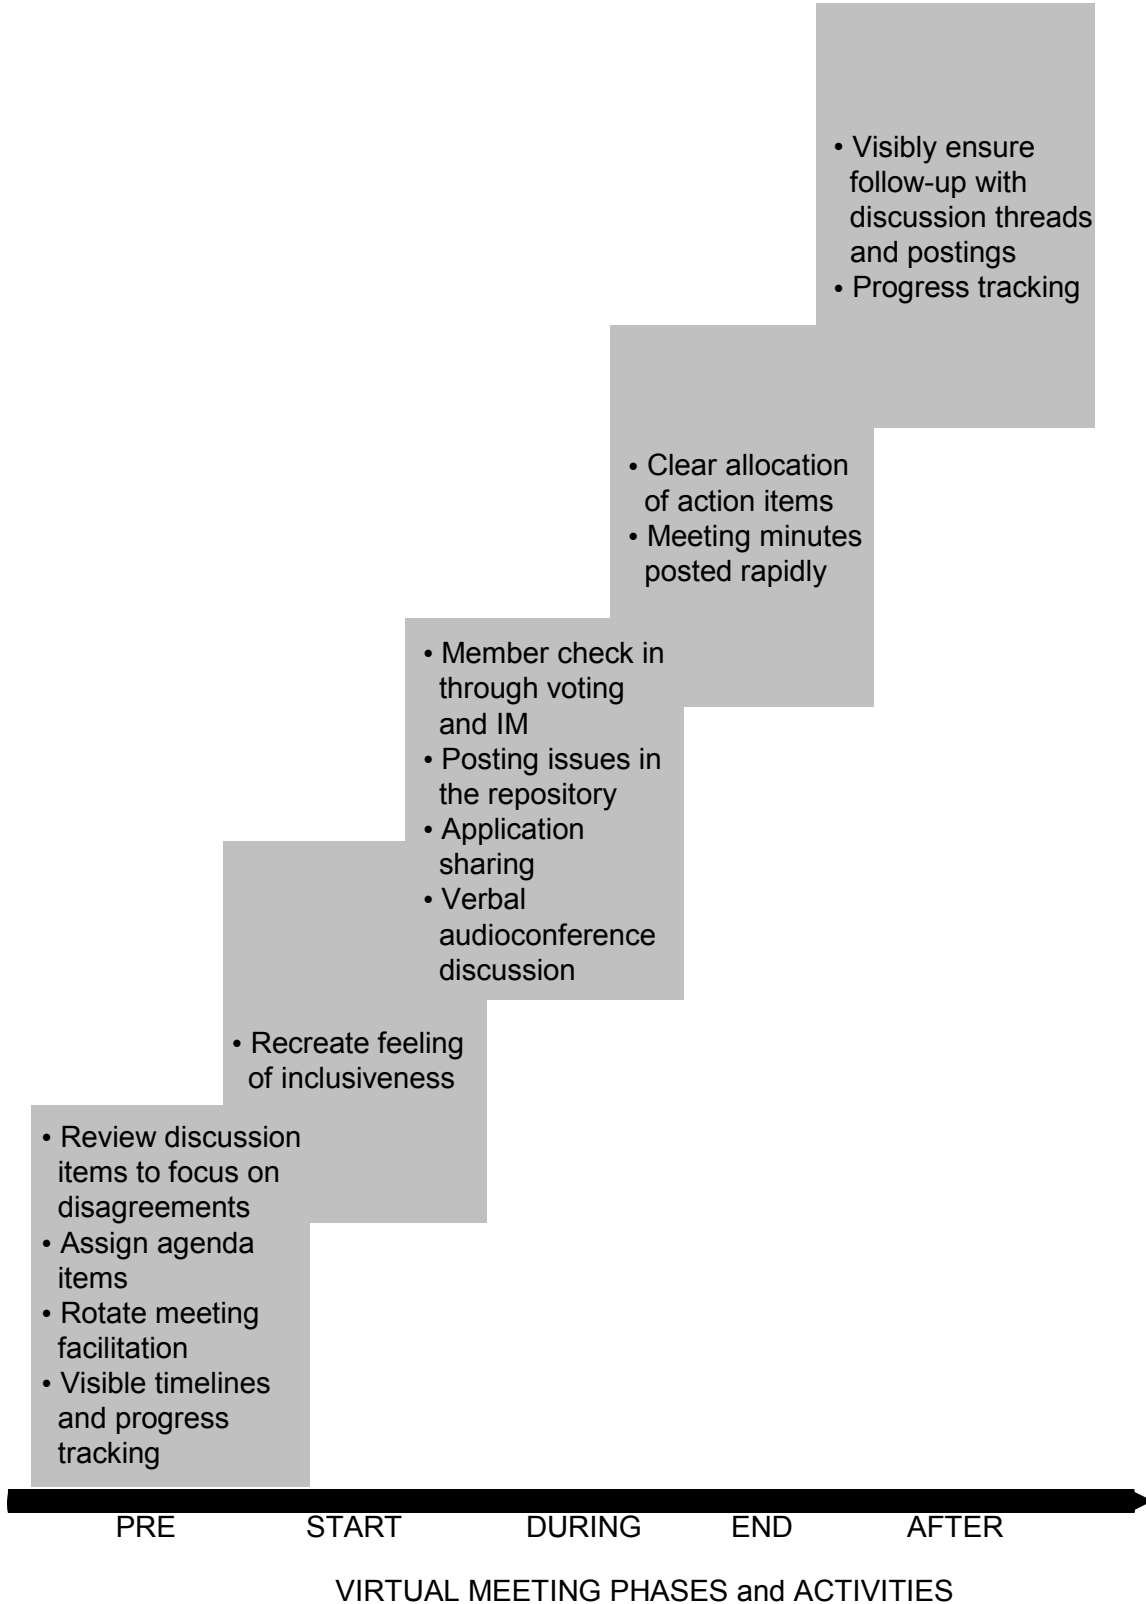 • Visibly ensure
follow-up with
discussion threads
and postings
• Progress tracking
• Clear allocation
of action items
• Meeting minutes
posted rapidly
• Member check in
through voting
and IM
• Posting issues in
the repository
• Application
sharing
• Verbal
audioconference
discussion
• Recreate feeling
of inclusiveness
• Review discussion
items to focus on
disagreements
• Assign agenda
items
• Rotate meeting
facilitation
• Visible timelines
and progress
tracking
PRE START DURING END AFTER
VIRTUAL MEETING PHASES and ACTIVITIES